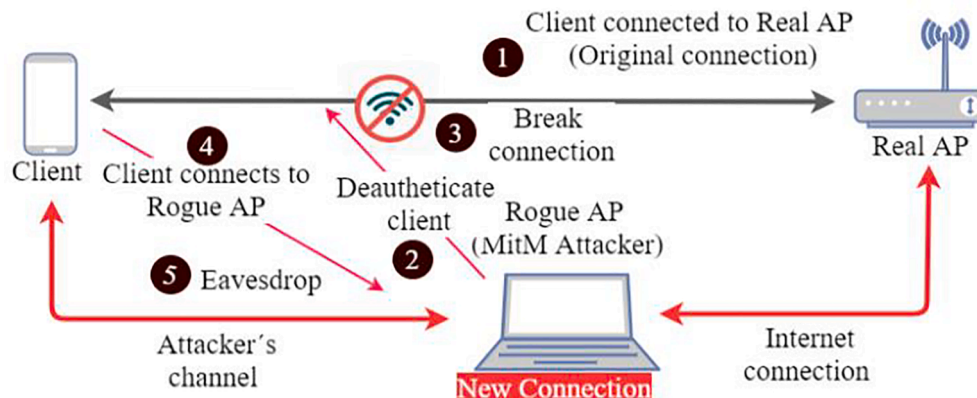 Client connected to Real AP
1
(Original connection)
3
Break
connection
Client
Real AP
4
Client connects to
Rogue AP
Deautheticate
client
2
Rogue AP
(MitM Attacker)
5 Eavesdrop
Attacker´s
channel
Internet
connection
New Connection